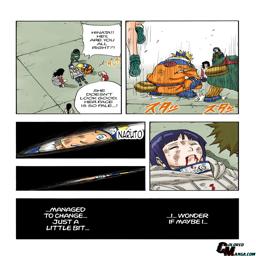 HINATA!!
HEY,
ARE YOU
ALL
RIGHT?
SHE
DOESN'T
LOOK GOOD!
HER FACE
IS SO PALE...!
NARUTO
...I... WONDER
IF MAYBE I...
...MANAGED
TO CHANGE...
JUST A
LITTLE BIT...
COLORED
MANGA.COM